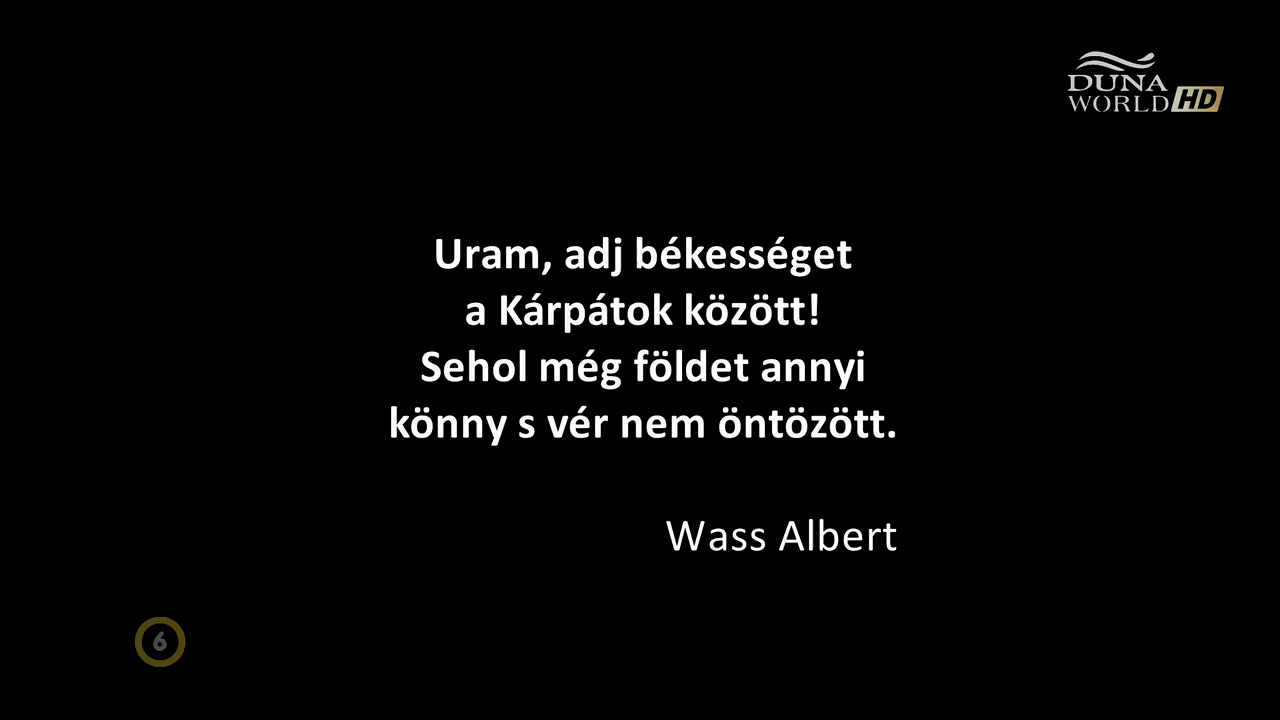 DUNA
WORLD HD
Uram, adj békességet
a Kárpátok között!
Sehol még földet annyi
könny s vér nem öntözött.
Wass Albert
6